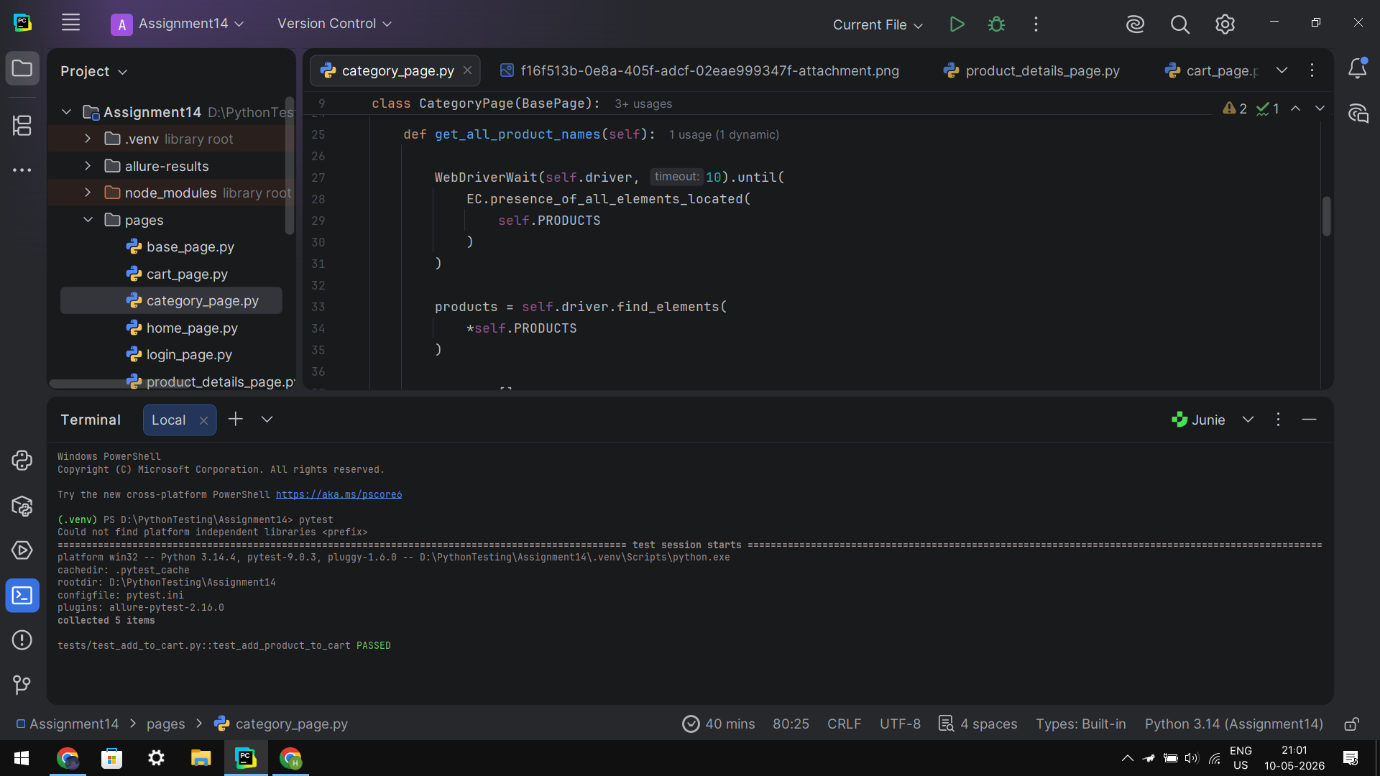 A Assignment14
Version Control
Current File
Project
Assignment14 D:\PythonTes
.venv library root
allure-results
node_modules library root
pages
base_page.py
cart_page.py
category_page.py
home_page.py
login_page.py
product_details_page.py
category_page.py
f16f513b-0e8a-405f-adcf-02eae999347f-attachment.png
product_details_page.py
cart_page.p
9 class CategoryPage(BasePage): 3+ usages
2 1
25 def get_all_product_names(self): 1 usage (1 dynamic)
26
27 WebDriverWait(self.driver, timeout: 10).until(
28 EC.presence_of_all_elements_located(
29 self.PRODUCTS
30 )
31 )
32
33 products = self.driver.find_elements(
34 *self.PRODUCTS
35 )
36
Terminal
Local
Junie
Windows PowerShell
Copyright (C) Microsoft Corporation. All rights reserved.
Try the new cross-platform PowerShell https://aka.ms/pscore6
(.venv) PS D:\PythonTesting\Assignment14> pytest
Could not find platform independent libraries <prefix>
test session starts
platform win32 -- Python 3.14.4, pytest-9.0.3, pluggy-1.6.0 -- D:\PythonTesting\Assignment14\.venv\Scripts\python.exe
cachedir: .pytest_cache
rootdir: D:\PythonTesting\Assignment14
configfile: pytest.ini
plugins: allure-pytest-2.16.0
collected 5 items
tests/test_add_to_cart.py::test_add_product_to_cart PASSED
Assignment14 > pages > category_page.py
40 mins 80:25 CRLF UTF-8 4 spaces Types: Built-in Python 3.14 (Assignment14)
ENG
US
21:01
10-05-2026